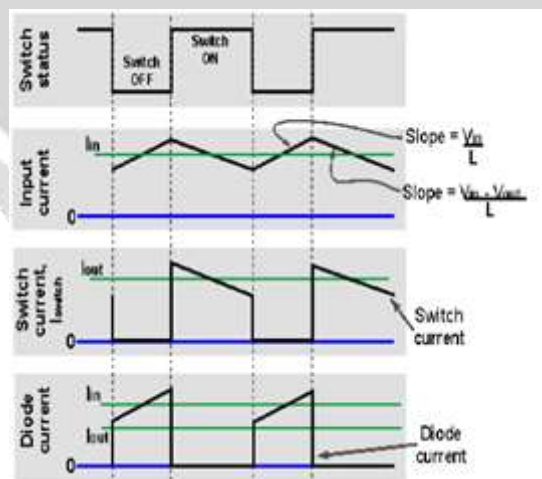 Switch
status
Switch
OFF
Switch
ON
Input
current
Iin
0
Slope = Vin
L
Slope = Vin - Vout
L
Switch
current,
Iswitch
Iout
0
Switch
current
Diode
current
Iin
Iout
0
Diode
current